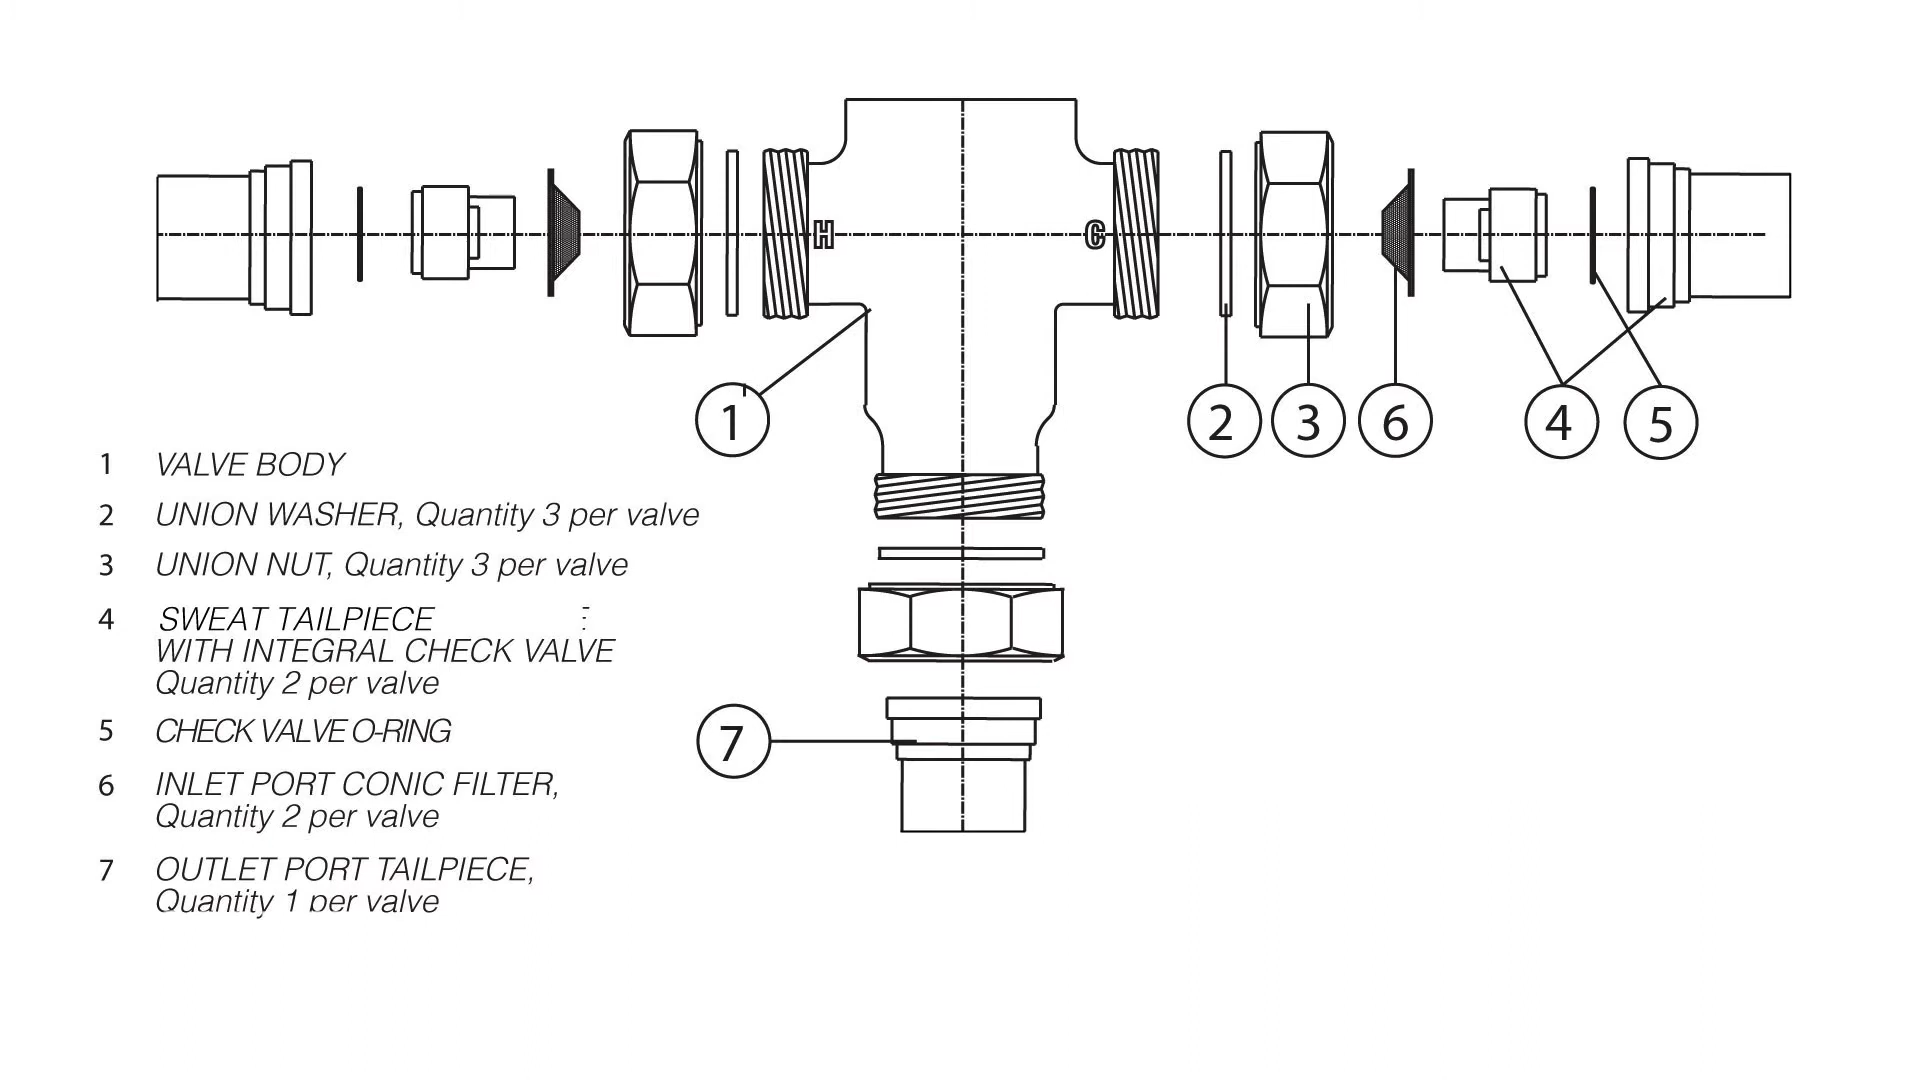 H C
1 2 3 6 4 5
1 VALVE BODY
2 UNION WASHER, Quantity 3 per valve
3 UNION NUT, Quantity 3 per valve
4 SWEAT TAILPIECE
WITH INTEGRAL CHECK VALVE
Quantity 2 per valve
5 CHECK VALVE O-RING
6 INLET PORT CONIC FILTER,
Quantity 2 per valve
7
7 OUTLET PORT TAILPIECE,
Quantity 1 per valve